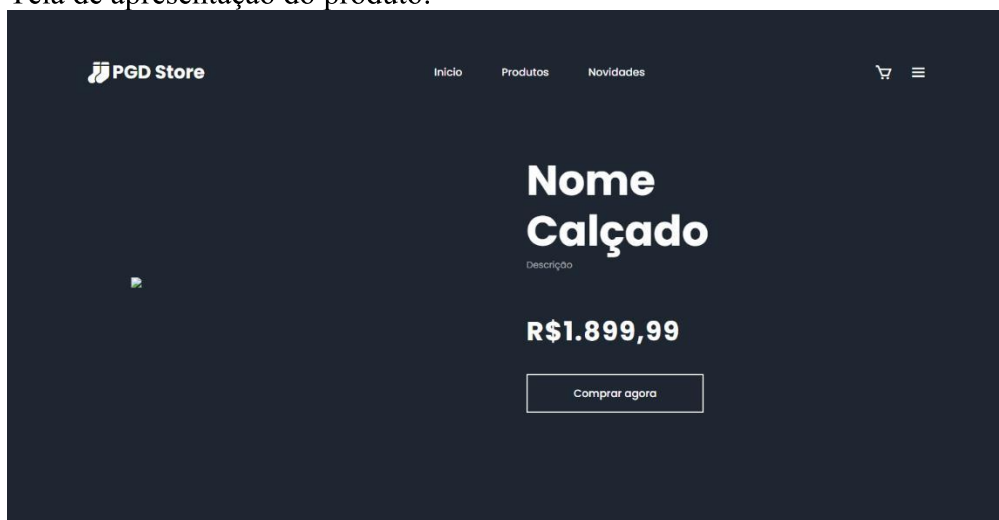 Tela de apresentação do produto:
PGD Store
Inicio
Produtos
Novidades
Nome
Calçado
Descrição
R$1.899,99
Comprar agora